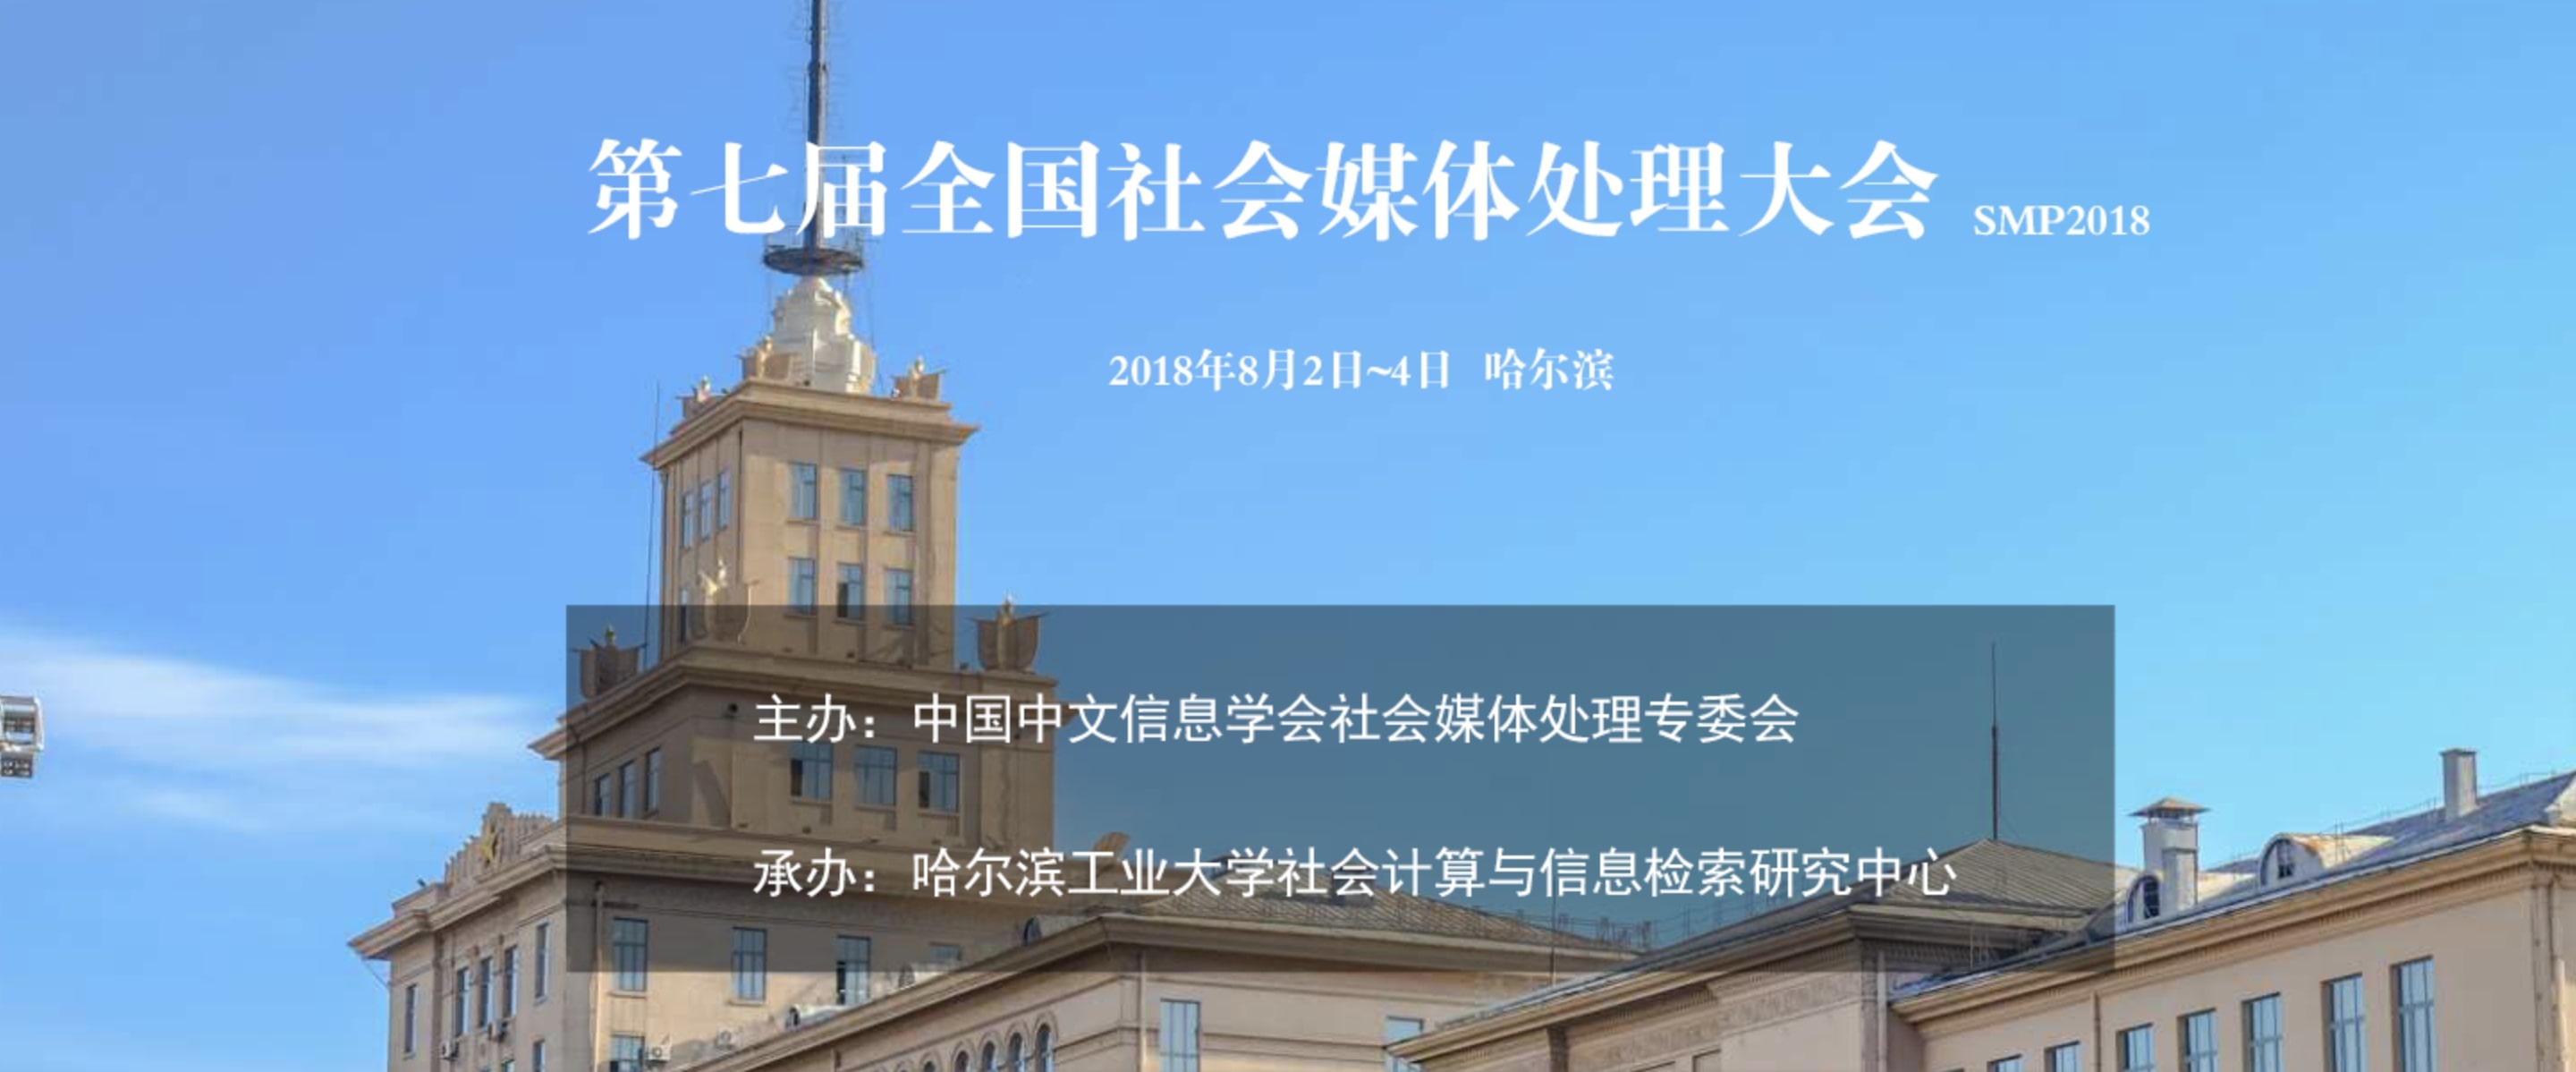 第七届全国社会媒体处理大会 SMP2018
2018年8月2日~4日 哈尔滨
主办：中国中文信息学会社会媒体处理专委会
承办：哈尔滨工业大学社会计算与信息检索研究中心